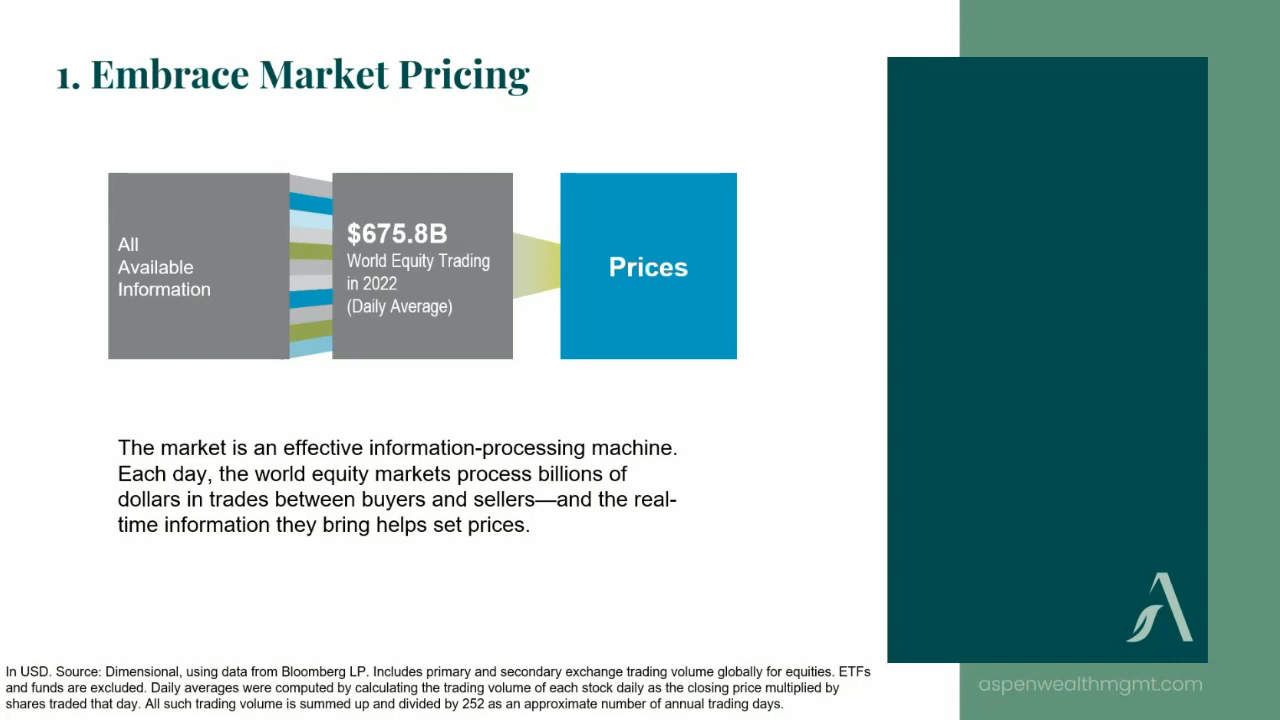 1. Embrace Market Pricing
All
Available
Information
$675.8B
World Equity Trading
in 2022
(Daily Average)
Prices
The market is an effective information-processing machine.
Each day, the world equity markets process billions of
dollars in trades between buyers and sellers—and the real-
time information they bring helps set prices.
In USD. Source: Dimensional, using data from Bloomberg LP. Includes primary and secondary exchange trading volume globally for equities. ETFs
and funds are excluded. Daily averages were computed by calculating the trading volume of each stock daily as the closing price multiplied by
shares traded that day. All such trading volume is summed up and divided by 252 as an approximate number of annual trading days.
aspenwealthmgmt.com